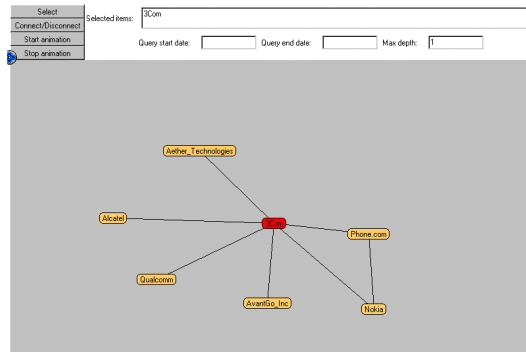 Select
Connect/Disconnect
Start animation
Stop animation
Selected items:
3Com
Query start date:
Query end date:
Max depth:
1
Aether_Technologies
Alcatel
3Com
Phone.com
Qualcomm
AvantGo_Inc
Nokia